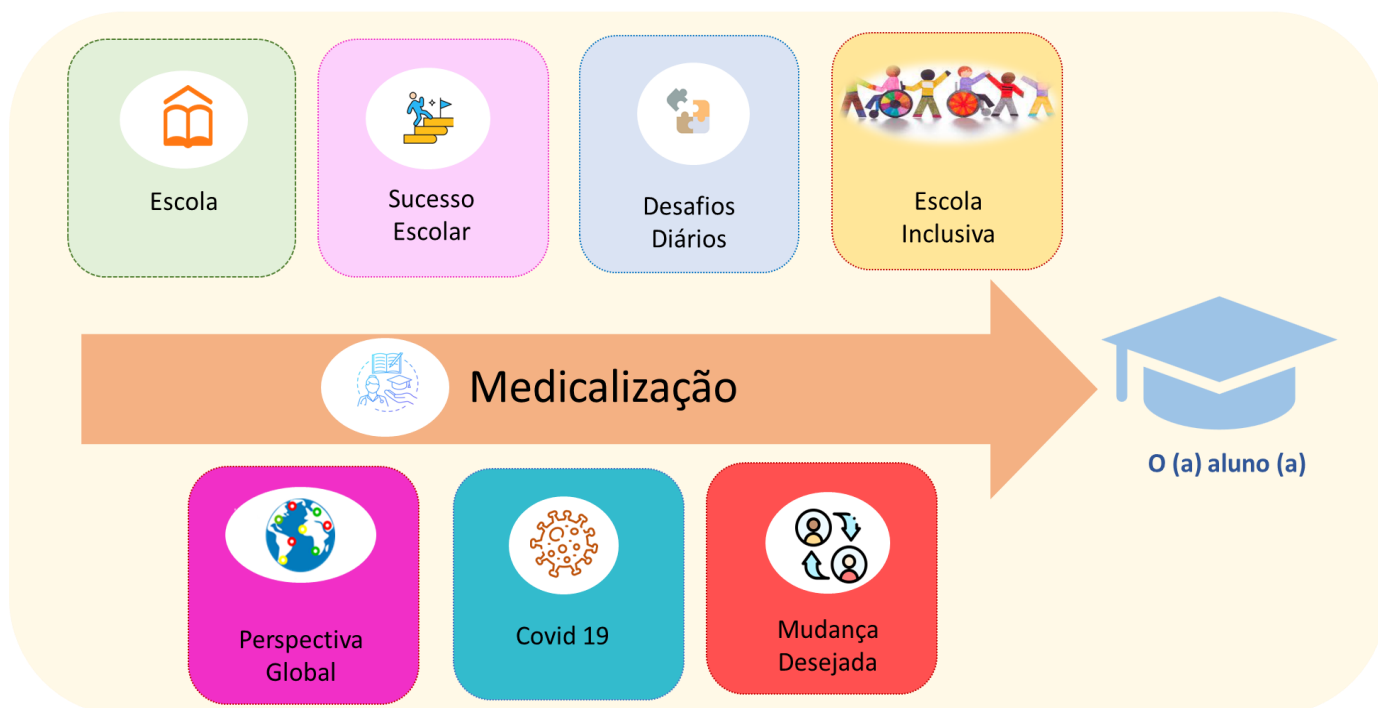 Escola
Sucesso
Escolar
Desafios
Diários
Escola
Inclusiva
Medicalização
O (a) aluno (a)
Perspectiva
Global
Covid 19
Mudança
Desejada